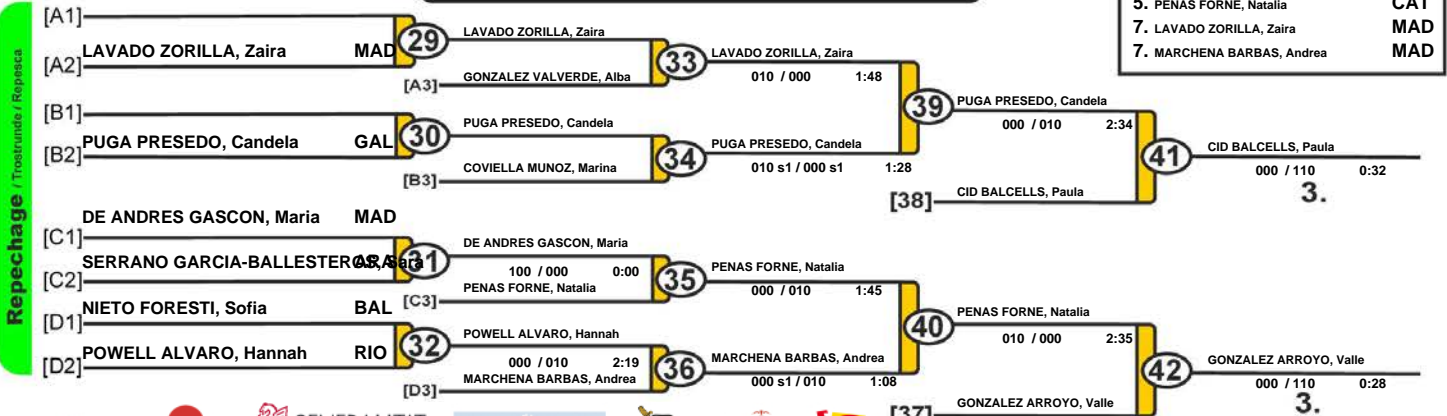 5. PENAS FORNE, Natalia CAT
7. LAVADO ZORILLA, Zaira MAD
7. MARCHENA BARBAS, Andrea MAD
Repechage / Trostrunde / Repesca
[A1]
LAVADO ZORILLA, Zaira MAD
[A2]
29
LAVADO ZORILLA, Zaira
GONZALEZ VALVERDE, Alba
[A3]
33
LAVADO ZORILLA, Zaira
010 / 000 1:48
[B1]
PUGA PRESEDO, Candela GAL
[B2]
30
PUGA PRESEDO, Candela
COVIELLA MUNOZ, Marina
[B3]
34
PUGA PRESEDO, Candela
010 s1 / 000 s1 1:28
39
PUGA PRESEDO, Candela
000 / 010 2:34
[38]
CID BALCELLS, Paula
41
CID BALCELLS, Paula
000 / 110 0:32
3.
DE ANDRES GASCON, Maria MAD
[C1]
SERRANO GARCIA-BALLESTEROS, Sara ARA
[C2]
31
DE ANDRES GASCON, Maria
100 / 000 0:00
PENAS FORNE, Natalia
[C3]
35
PENAS FORNE, Natalia
000 / 010 1:45
NIETO FORESTI, Sofia BAL
[D1]
POWELL ALVARO, Hannah RIO
[D2]
32
POWELL ALVARO, Hannah
000 / 010 2:19
MARCHENA BARBAS, Andrea
[D3]
36
MARCHENA BARBAS, Andrea
000 s1 / 010 1:08
40
PENAS FORNE, Natalia
010 / 000 2:35
[37]
GONZALEZ ARROYO, Valle
42
GONZALEZ ARROYO, Valle
000 / 110 0:28
3.